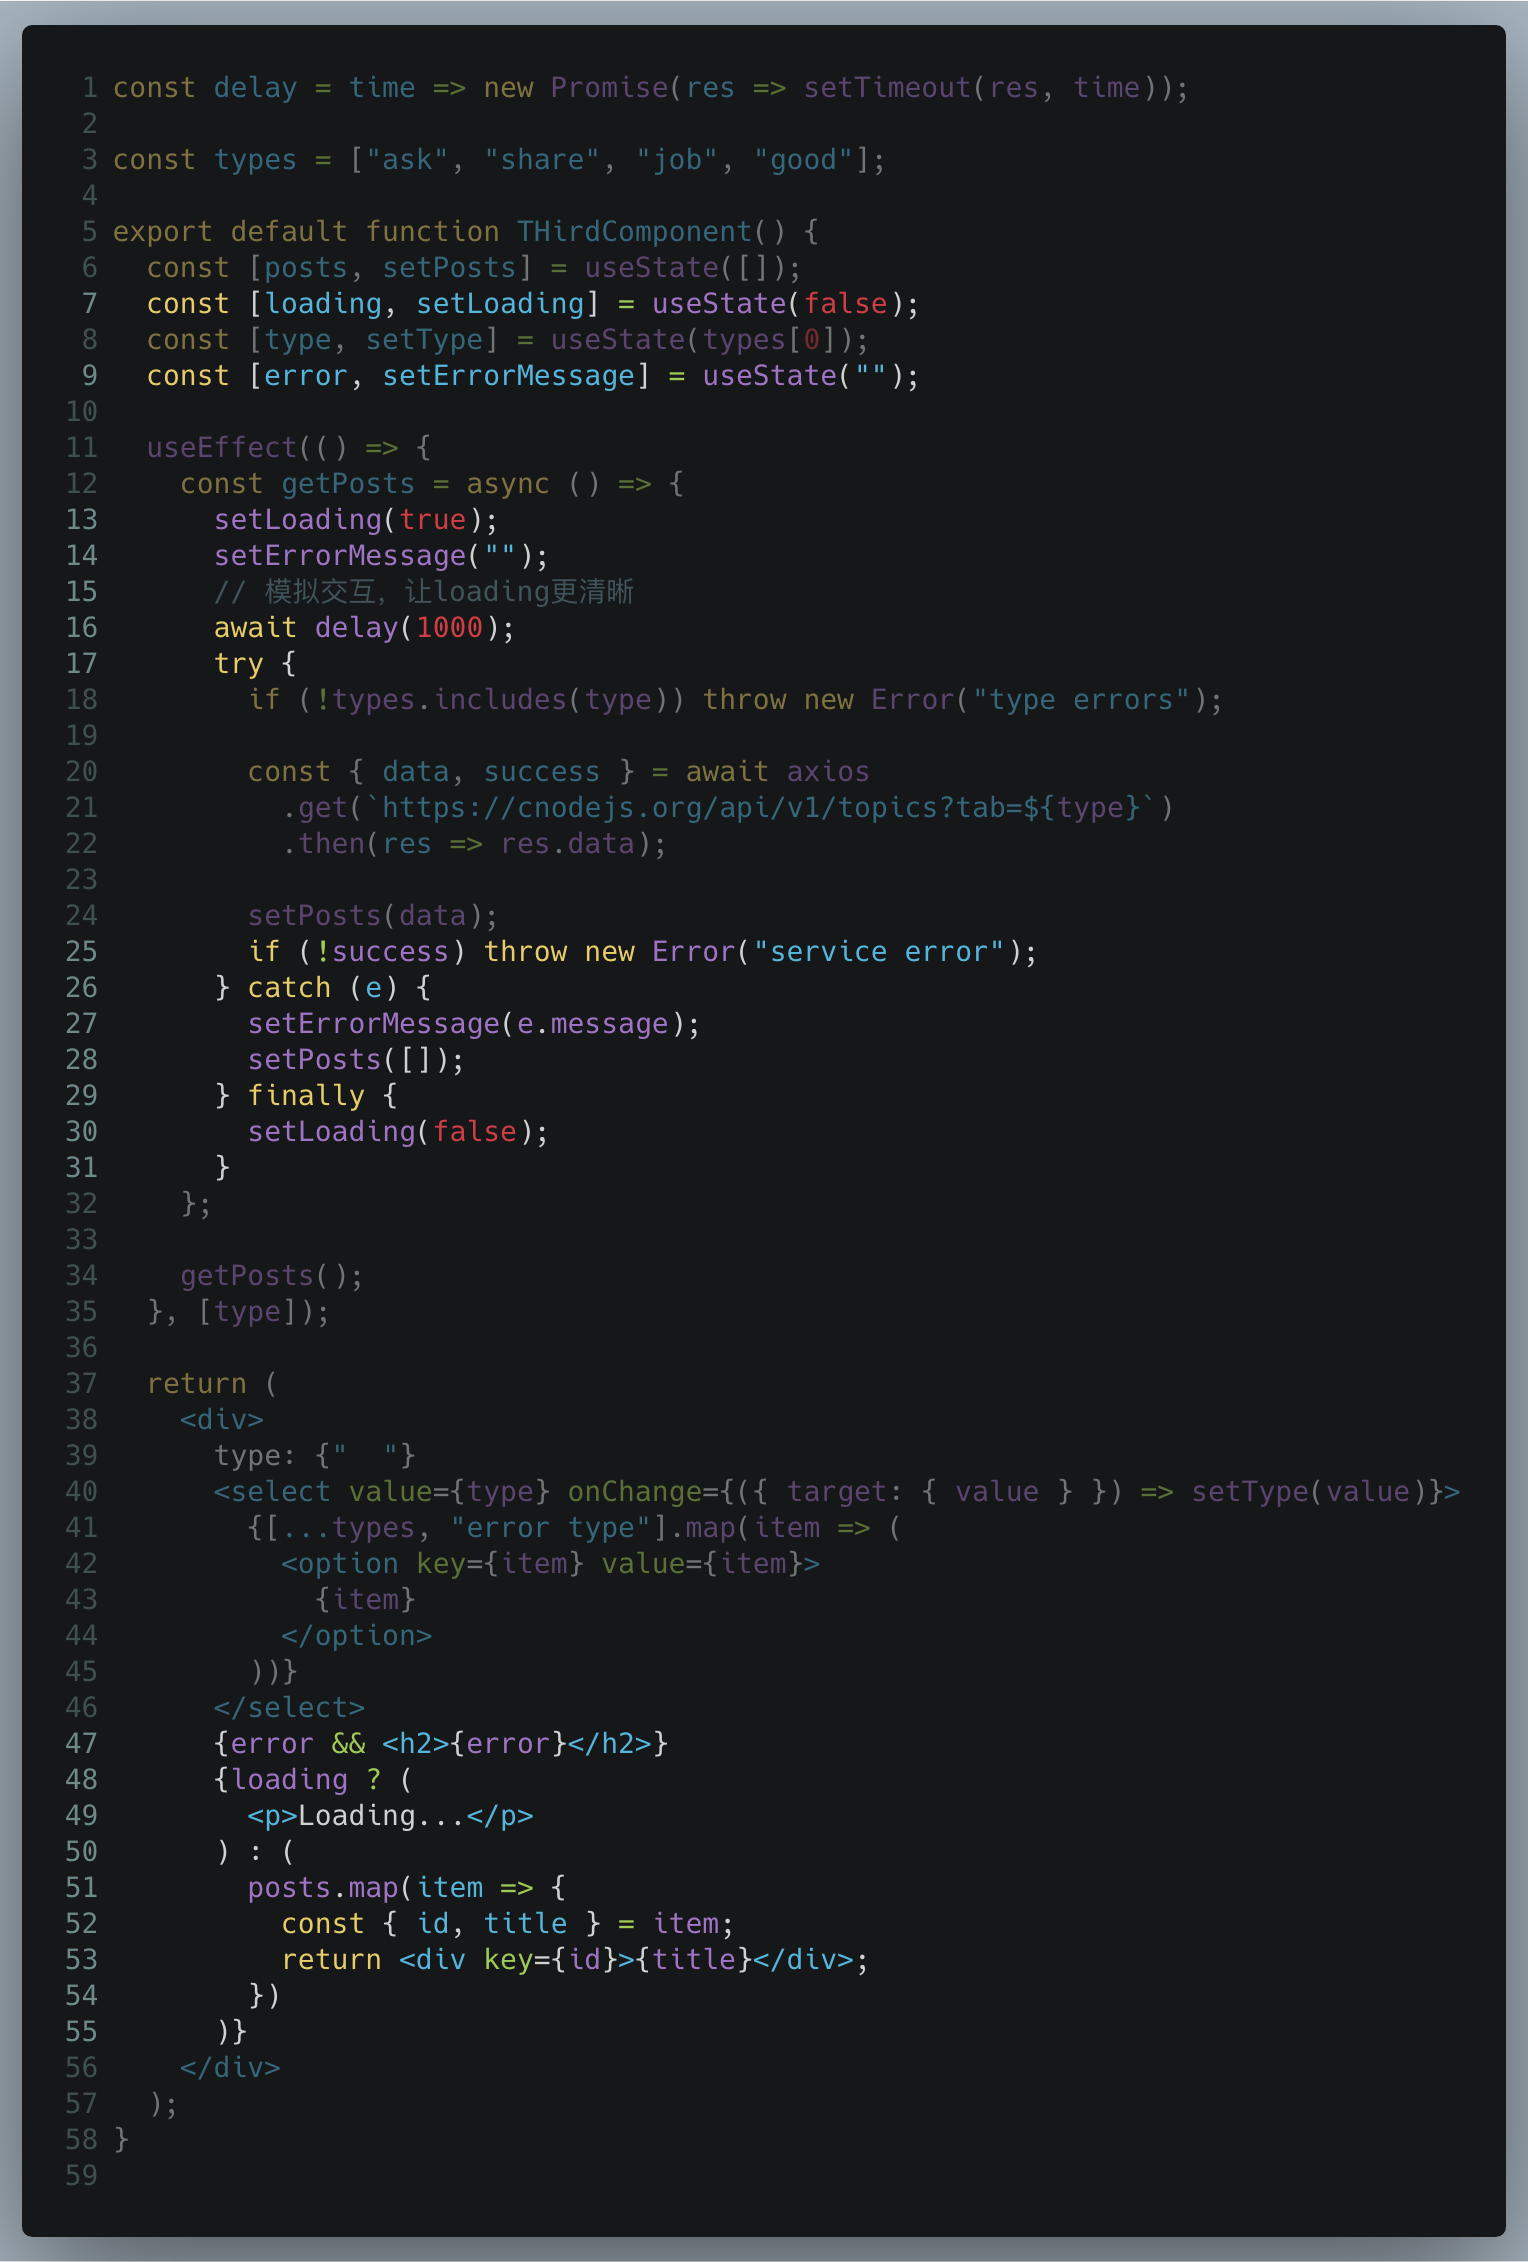 1 const delay = time => new Promise(res => setTimeout(res, time));
2
3 const types = ["ask", "share", "job", "good"];
4
5 export default function THirdComponent() {
6   const [posts, setPosts] = useState([]);
7   const [loading, setLoading] = useState(false);
8   const [type, setType] = useState(types[0]);
9   const [error, setErrorMessage] = useState("");
10
11   useEffect(() => {
12     const getPosts = async () => {
13       setLoading(true);
14       setErrorMessage("");
15       // 模拟交互，让loading更清晰
16       await delay(1000);
17       try {
18         if (!types.includes(type)) throw new Error("type errors");
19
20         const { data, success } = await axios
21           .get(`https://cnodejs.org/api/v1/topics?tab=${type}`)
22           .then(res => res.data);
23
24         setPosts(data);
25         if (!success) throw new Error("service error");
26       } catch (e) {
27         setErrorMessage(e.message);
28         setPosts([]);
29       } finally {
30         setLoading(false);
31       }
32     };
33
34     getPosts();
35   }, [type]);
36
37   return (
38     <div>
39       type: {"  "}
40       <select value={type} onChange={({ target: { value } }) => setType(value)}>
41         {[...types, "error type"].map(item => (
42           <option key={item} value={item}>
43             {item}
44           </option>
45         ))}
46       </select>
47       {error && <h2>{error}</h2>}
48       {loading ? (
49         <p>Loading...</p>
50       ) : (
51         posts.map(item => {
52           const { id, title } = item;
53           return <div key={id}>{title}</div>;
54         })
55       )}
56     </div>
57   );
58 }
59